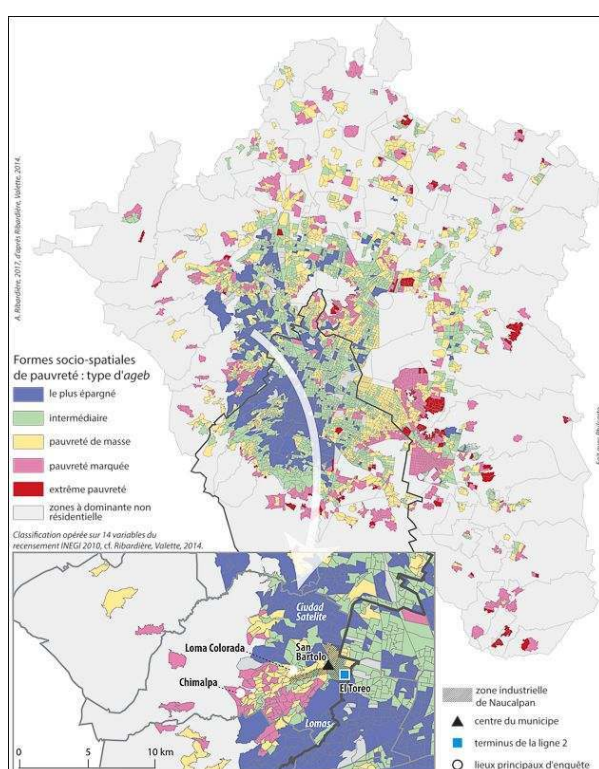 A. Ribardière, 2017, d'après Ribardière, Valette, 2014.
Formes socio-spatiales
de pauvreté : type d'ageb
le plus épargné
intermédiaire
pauvreté de masse
pauvreté marquée
extrême pauvreté
zones à dominante non
résidentielle
Classification opérée sur 14 variables du
recensement INEGI 2010, cf. Ribardière, Valette, 2014.
Ciudad
Satelite
Loma Colorada
San
Bartolo
Chimalpa
El Toreo
Lomas
0 5 10 km
zone industrielle
de Naucalpan
centre du municipe
terminus de la ligne 2
lieux principaux d'enquête